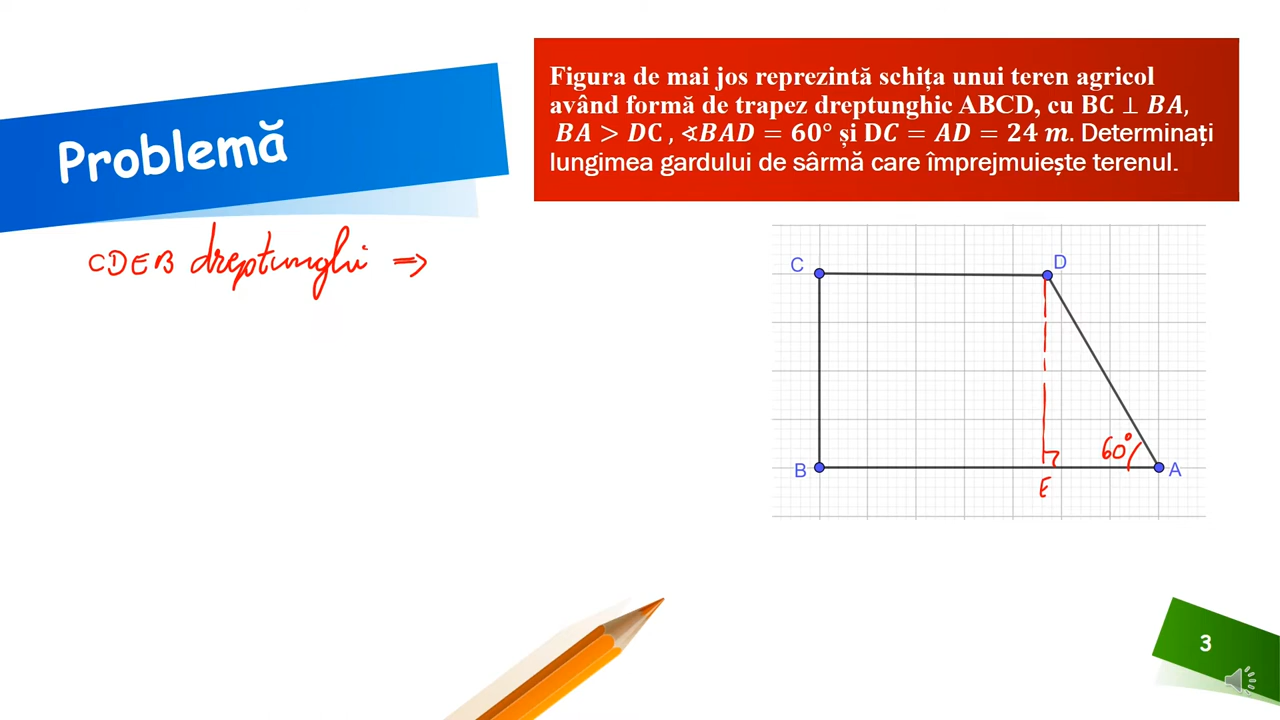 Problemă
Figura de mai jos reprezintă schița unui teren agricol
având formă de trapez dreptunghic ABCD, cu BC ⊥ BA,
BA > DC , ∢BAD = 60° și DC = AD = 24 m. Determinați
lungimea gardului de sârmă care împrejmuiește terenul.
CDEB dreptunghi ⇒
C
D
60°
B
A
E
3